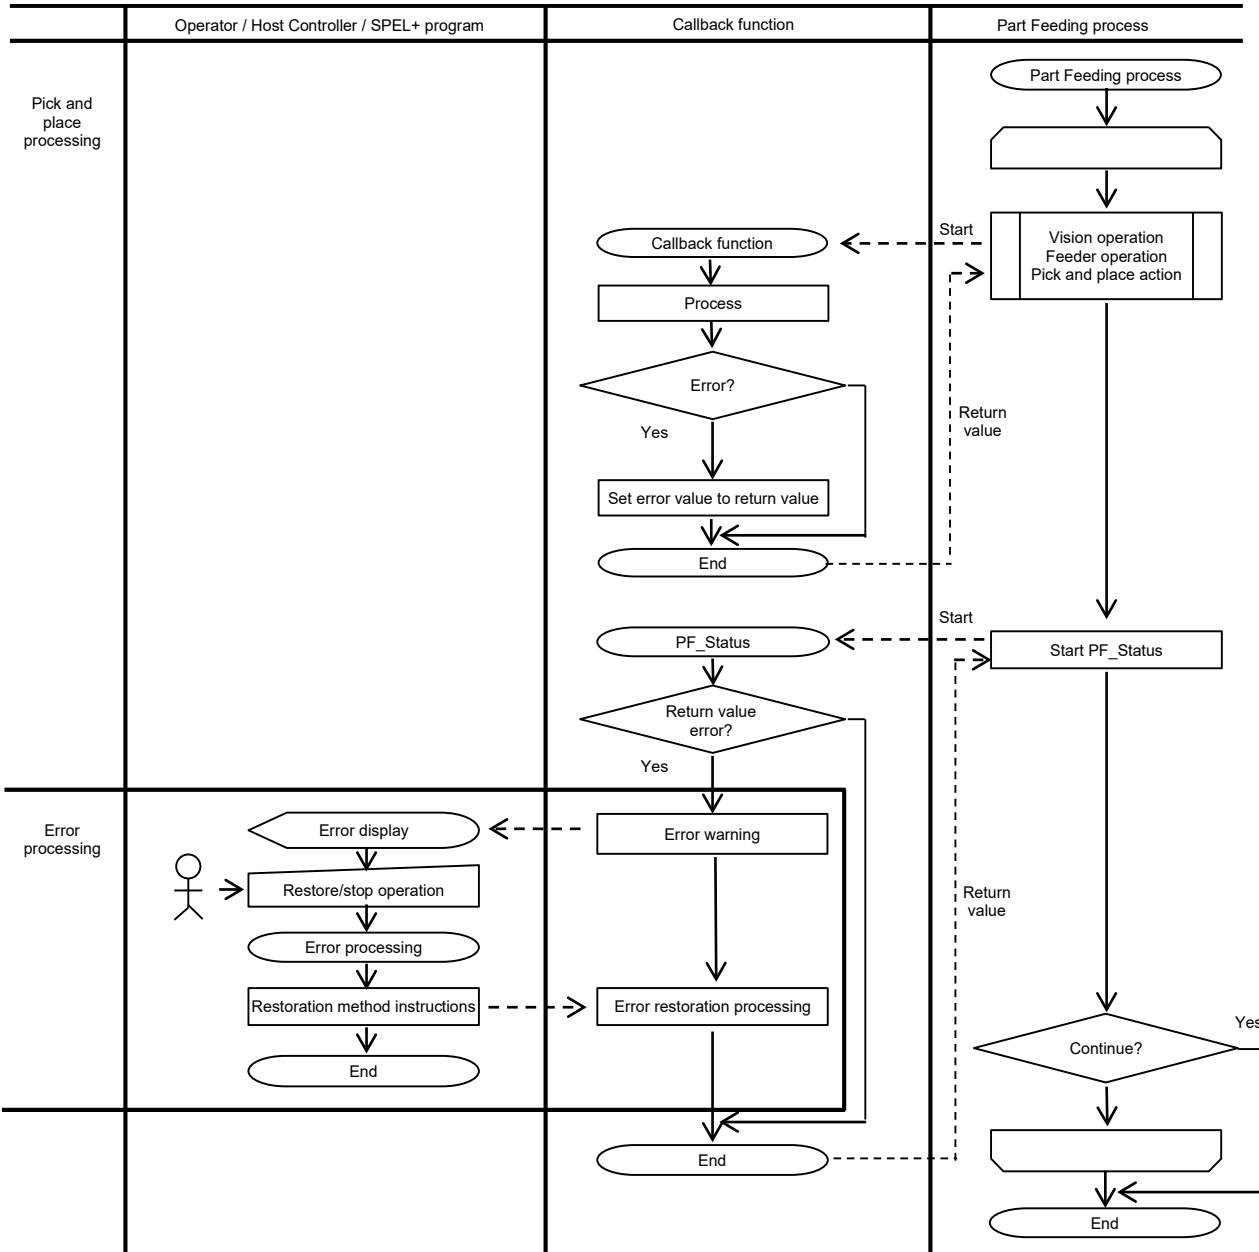 Operator / Host Controller / SPEL+ program
Callback function
Part Feeding process
Pick and
place
processing
Part Feeding process
Start
Vision operation
Feeder operation
Pick and place action
Callback function
Process
Error?
Return
value
Yes
Set error value to return value
End
Start
PF_Status
Start PF_Status
Return value
error?
Yes
Error
processing
Error display
Error warning
Restore/stop operation
Return
value
Error processing
Restoration method instructions
Error restoration processing
Yes
Continue?
End
End
End